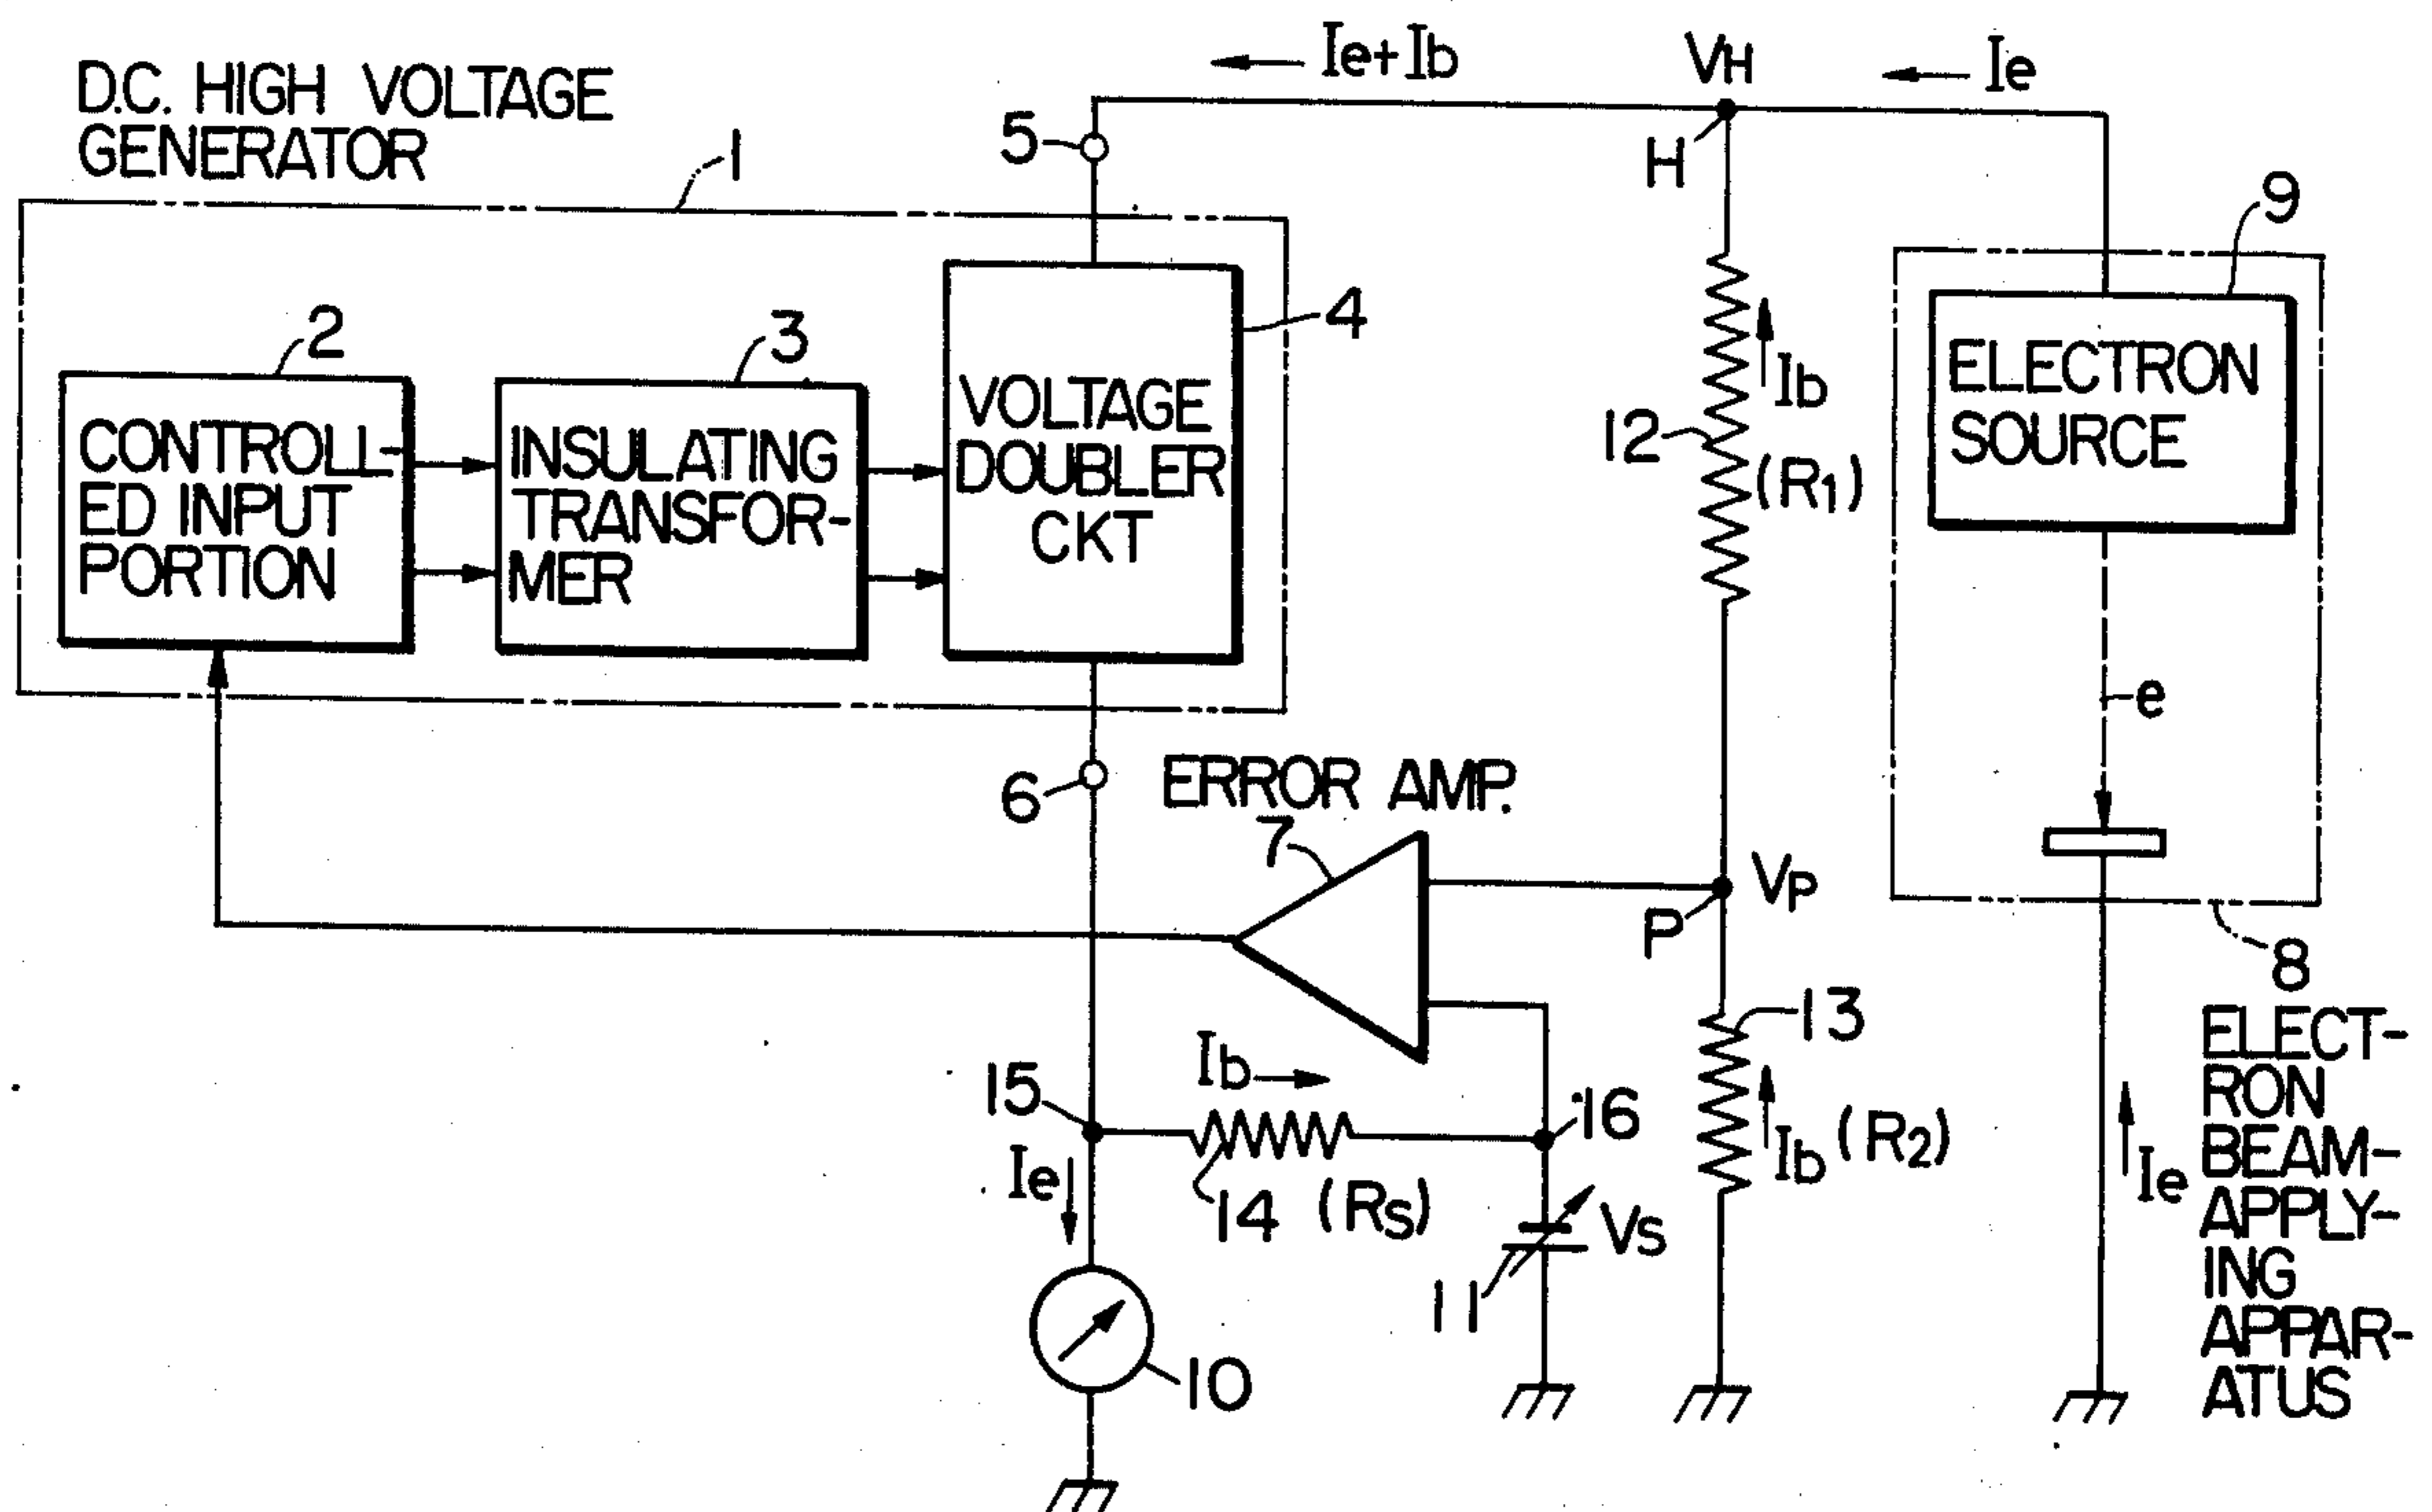 D.C. HIGH VOLTAGE
GENERATOR
1
Ie+Ib
VH
Ie
5
H
9
2
3
4
CONTROLL-
ED INPUT
PORTION
INSULATING
TRANSFOR-
MER
VOLTAGE
DOUBLER
CKT
Ib
12
(R1)
ELECTRON
SOURCE
e
6
ERROR AMP.
7
VP
P
8
ELECT-
RON
BEAM-
APPLY-
ING
APPAR-
ATUS
13
Ib
15
16
Ib (R2)
Ie
Ie
14 (RS)
VS
11
10